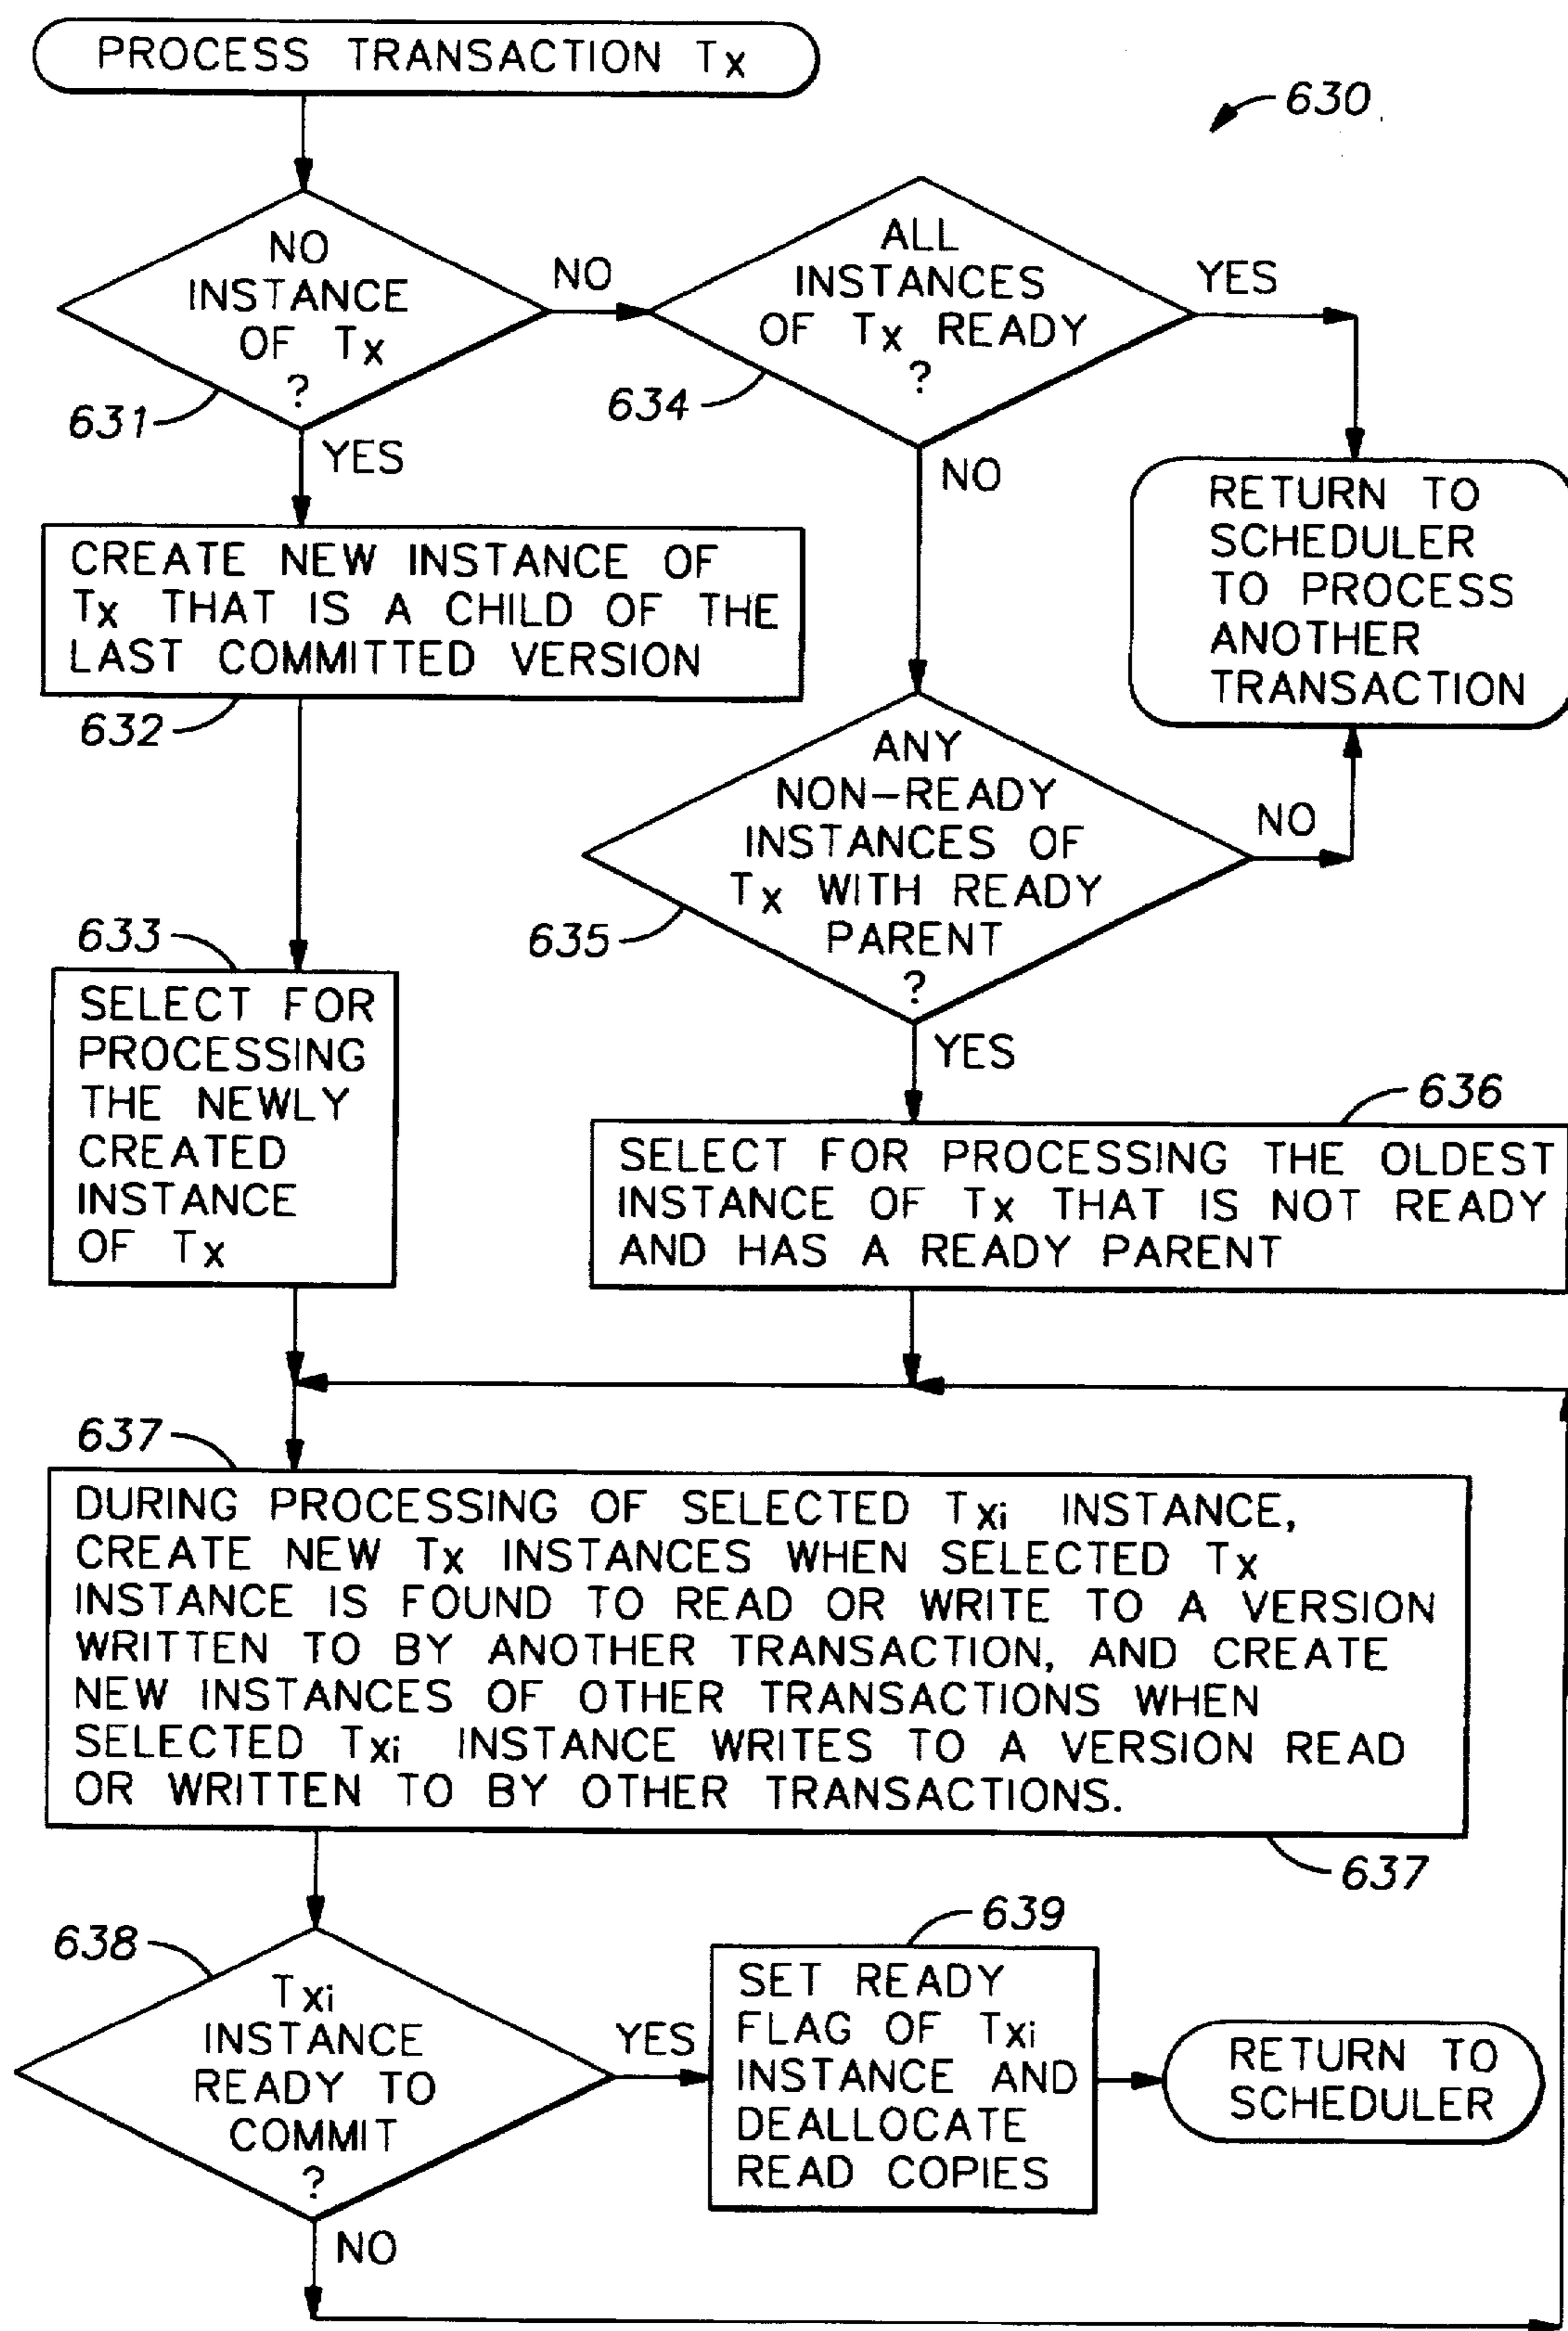 PROCESS TRANSACTION Tx
630
NO
INSTANCE
OF Tx
?
631
NO
YES
ALL
INSTANCES
OF Tx READY
?
634
YES
NO
RETURN TO
SCHEDULER
TO PROCESS
ANOTHER
TRANSACTION
CREATE NEW INSTANCE OF
Tx THAT IS A CHILD OF THE
LAST COMMITTED VERSION
632
ANY
NON-READY
INSTANCES OF
Tx WITH READY
PARENT
?
635
NO
YES
633
SELECT FOR
PROCESSING
THE NEWLY
CREATED
INSTANCE
OF Tx
636
SELECT FOR PROCESSING THE OLDEST
INSTANCE OF Tx THAT IS NOT READY
AND HAS A READY PARENT
637
DURING PROCESSING OF SELECTED Txi INSTANCE,
CREATE NEW Tx INSTANCES WHEN SELECTED Tx
INSTANCE IS FOUND TO READ OR WRITE TO A VERSION
WRITTEN TO BY ANOTHER TRANSACTION, AND CREATE
NEW INSTANCES OF OTHER TRANSACTIONS WHEN
SELECTED Txi INSTANCE WRITES TO A VERSION READ
OR WRITTEN TO BY OTHER TRANSACTIONS.
637
638
Txi
INSTANCE
READY TO
COMMIT
?
YES
NO
639
SET READY
FLAG OF Txi
INSTANCE AND
DEALLOCATE
READ COPIES
RETURN TO
SCHEDULER